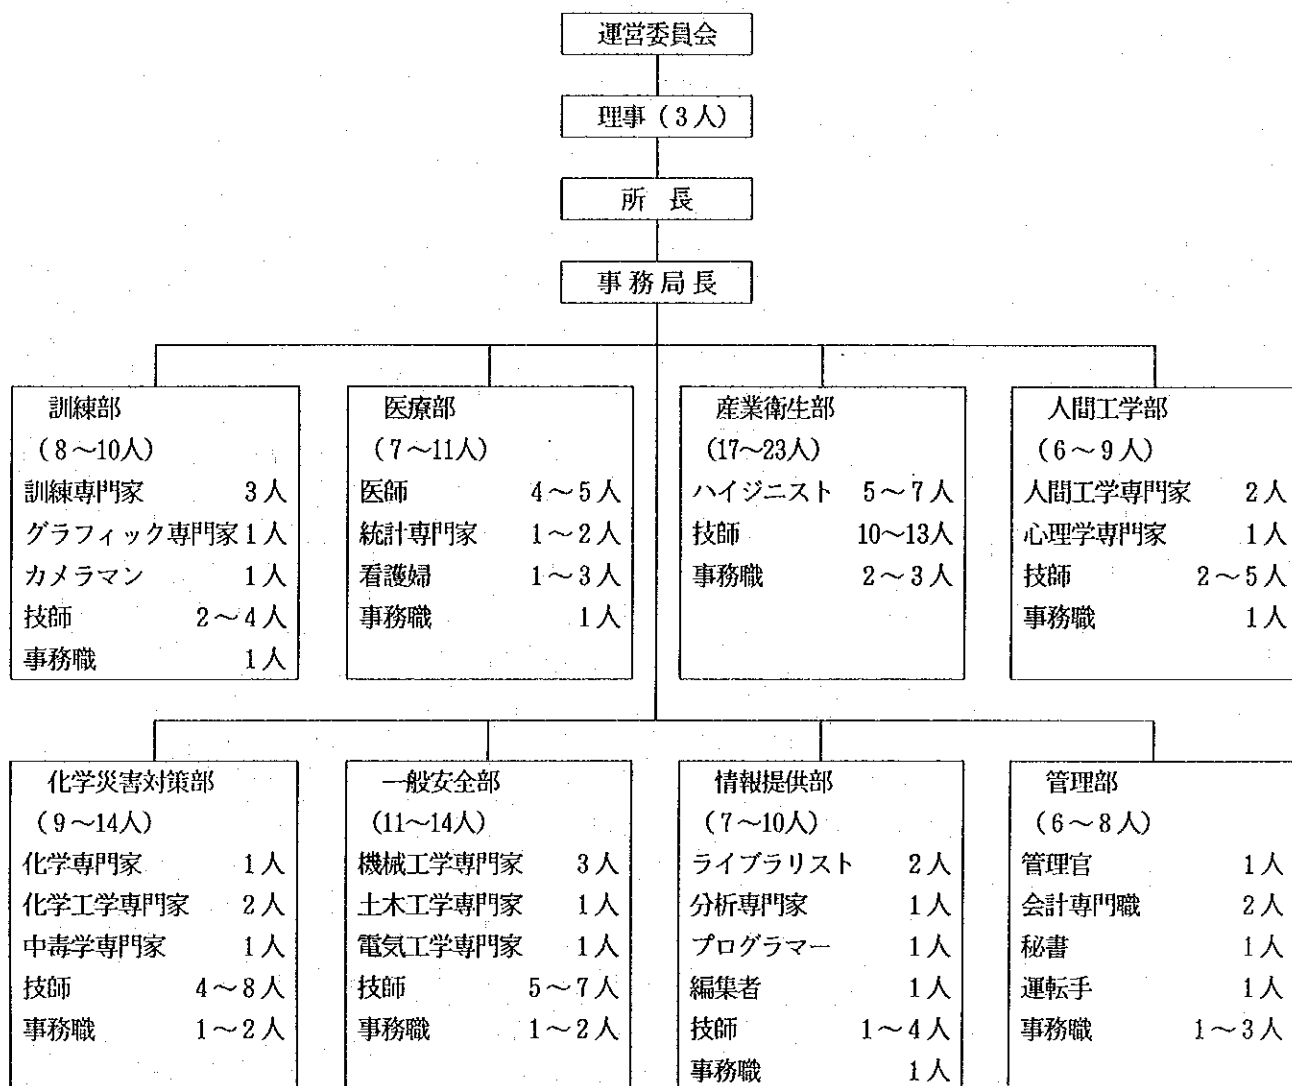 運営委員会
理事（3人）
所　長
事務局長
訓練部
（8～10人）
訓練専門家　3人
グラフィック専門家 1人
カメラマン　1人
技師　2～4人
事務職　1人
医療部
（7～11人）
医師　4～5人
統計専門家　1～2人
看護婦　1～3人
事務職　1人
産業衛生部
（17～23人）
ハイジニスト　5～7人
技師　10～13人
事務職　2～3人
人間工学部
（6～9人）
人間工学専門家　2人
心理学専門家　1人
技師　2～5人
事務職　1人
化学災害対策部
（9～14人）
化学専門家　1人
化学工学専門家　2人
中毒学専門家　1人
技師　4～8人
事務職　1～2人
一般安全部
（11～14人）
機械工学専門家　3人
土木工学専門家　1人
電気工学専門家　1人
技師　5～7人
事務職　1～2人
情報提供部
（7～10人）
ライブラリスト　2人
分析専門家　1人
プログラマー　1人
編集者　1人
技師　1～4人
事務職　1人
管理部
（6～8人）
管理官　1人
会計専門職　2人
秘書　1人
運転手　1人
事務職　1～3人